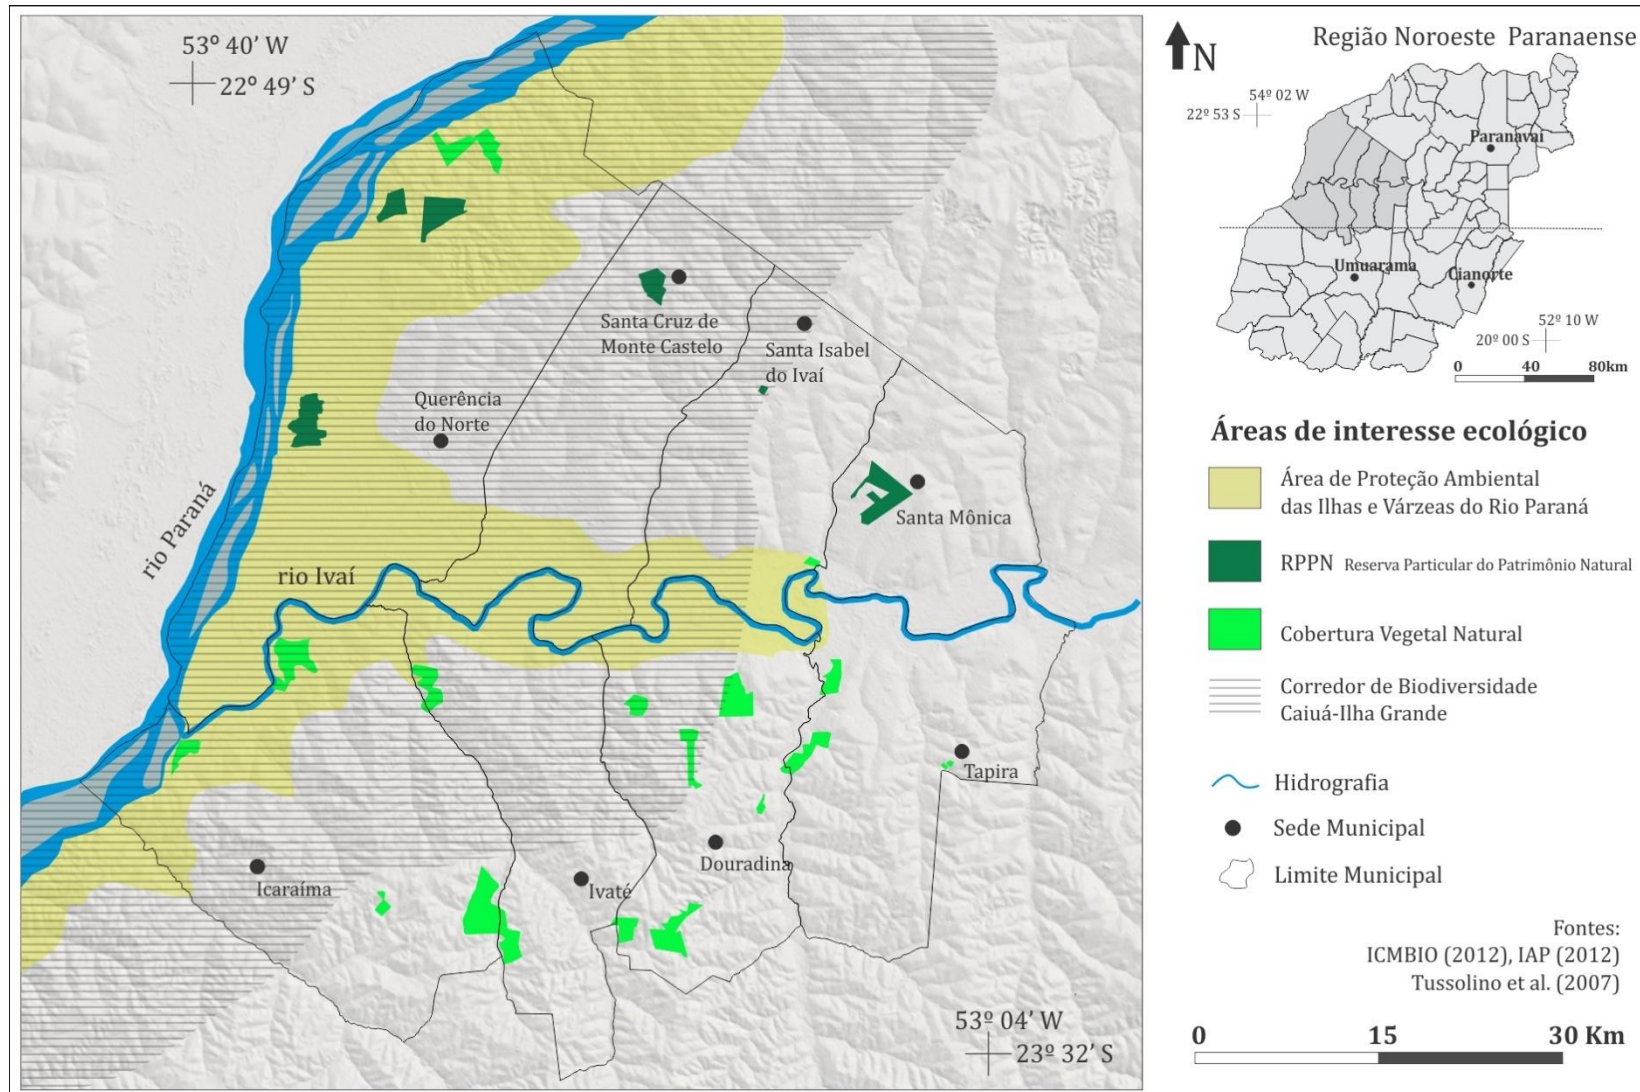 53º 40’ W
22º 49’ S
rio Paraná
rio Ivaí
Santa Cruz de
Monte Castelo
Santa Isabel
do Ivaí
Querência
do Norte
Santa Mônica
Tapira
Douradina
Ivaté
Icaraíma
53º 04’ W
23º 32’ S
N
Região Noroeste Paranaense
54º 02 W
22º 53 S
Paranavaí
Umuarama
Cianorte
52º 10 W
20º 00 S
0 40 80km
Áreas de interesse ecológico
Área de Proteção Ambiental
das Ilhas e Várzeas do Rio Paraná
RPPN Reserva Particular do Patrimônio Natural
Cobertura Vegetal Natural
Corredor de Biodiversidade
Caiuá-Ilha Grande
Hidrografia
Sede Municipal
Limite Municipal
Fontes:
ICMBIO (2012), IAP (2012)
Tussolino et al. (2007)
0 15 30 Km